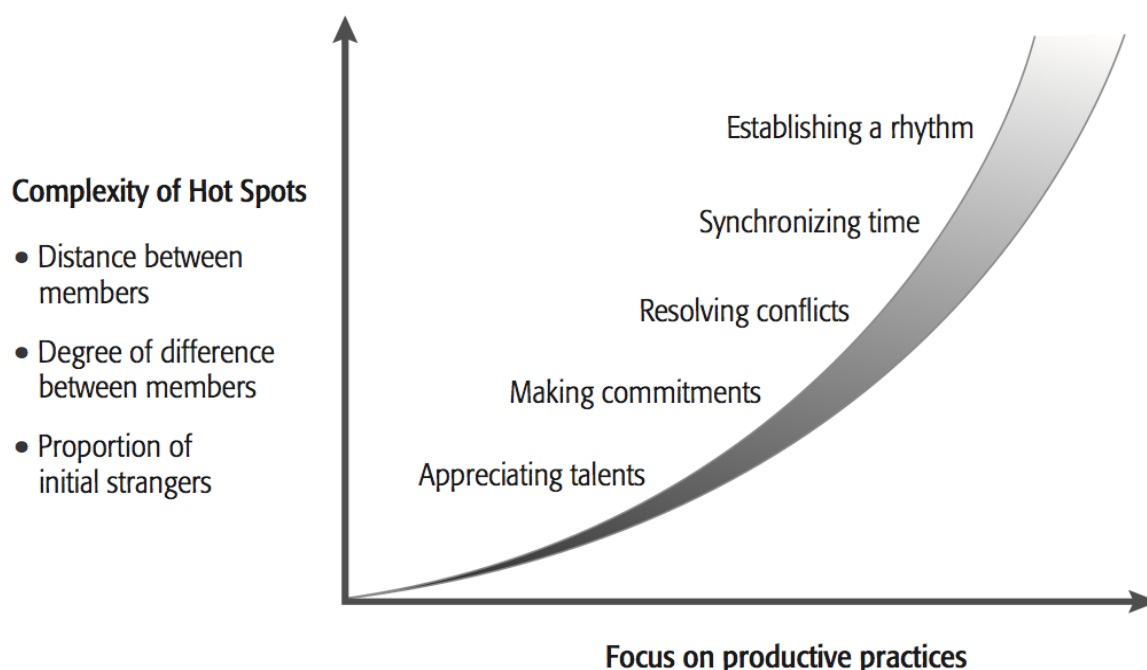 Establishing a rhythm
Complexity of Hot Spots
Synchronizing time
• Distance between
members
Resolving conflicts
• Degree of difference
between members
Making commitments
• Proportion of
initial strangers
Appreciating talents
Focus on productive practices